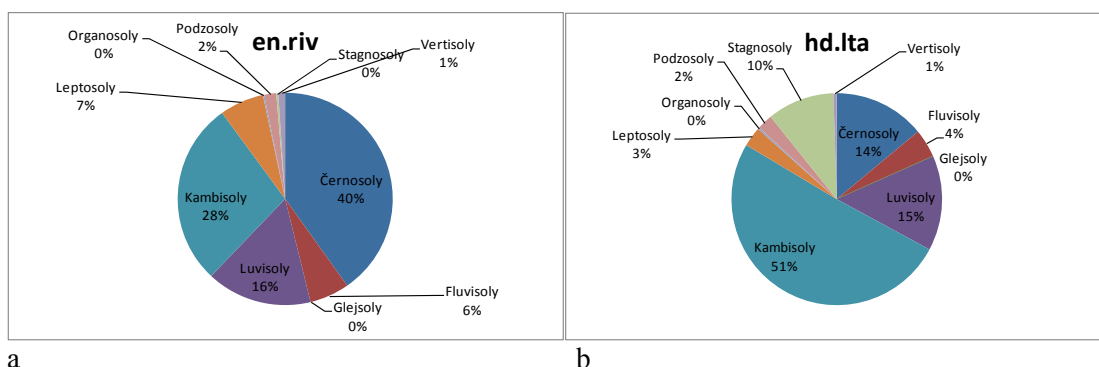 en.riv
Organosoly
0%
Podzosoly
2%
Stagnosoly
0%
Vertisoly
1%
Leptosoly
7%
Černosoly
40%
Kambisoly
28%
Luvisoly
16%
Glejsoly
0%
Fluvisoly
6%
a
hd.lta
Stagnosoly
10%
Vertisoly
1%
Podzosoly
2%
Organosoly
0%
Leptosoly
3%
Černosoly
14%
Fluvisoly
4%
Glejsoly
0%
Luvisoly
15%
Kambisoly
51%
b